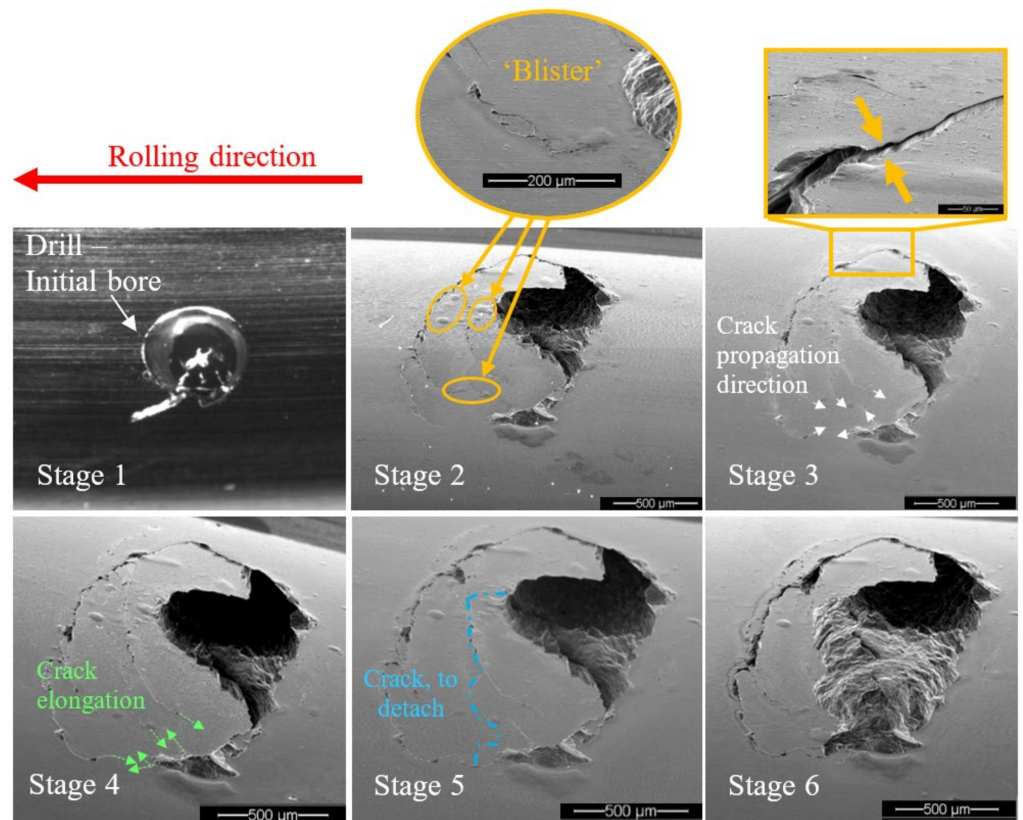 'Blister'
200 µm
50 µm
Rolling direction
Drill –
Initial bore
Stage 1
Stage 2
500 µm
Crack
propagation
direction
Stage 3
500 µm
Crack
elongation
Stage 4
500 µm
Crack, to
detach
Stage 5
500 µm
Stage 6
500 µm